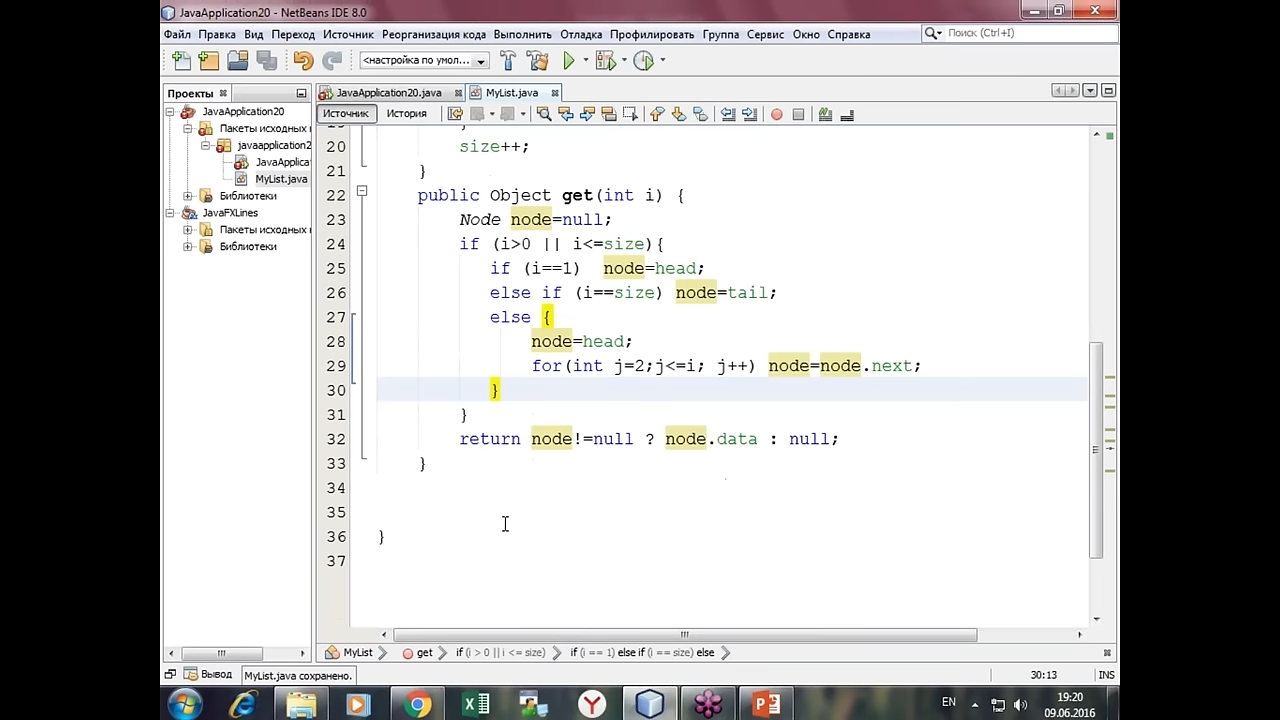 JavaApplication20 - NetBeans IDE 8.0
Файл Правка Вид Переход Источник Реорганизация кода Выполнить Отладка Профилировать Группа Сервис Окно Справка
Поиск (Ctrl+I)
<настройка по умол...
Проекты JavaApplication20.java MyList.java
Источник История
JavaApplication20
Пакеты исходных
javaapplication2
JavaApplica
MyList.java
Библиотеки
JavaFXLines
Пакеты исходных
Библиотеки
20 size++;
21 }
22 public Object get(int i) {
23 Node node=null;
24 if (i>0 || i<=size){
25 if (i==1)  node=head;
26 else if (i==size) node=tail;
27 else {
28 node=head;
29 for(int j=2;j<=i; j++) node=node.next;
30 }
31 }
32 return node!=null ? node.data : null;
33 }
34
35
36 }
37
MyList get if (i > 0 || i <= size) if (i == 1) else if (i == size) else
Вывод MyList.java сохранено. 30:13 INS
EN 19:20
09.06.2016